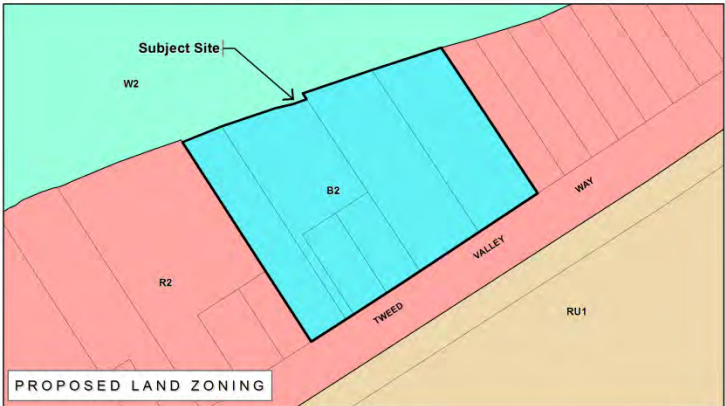 Subject Site
W2
B2
WAY
VALLEY
R2
TWEED
RU1
PROPOSED LAND ZONING